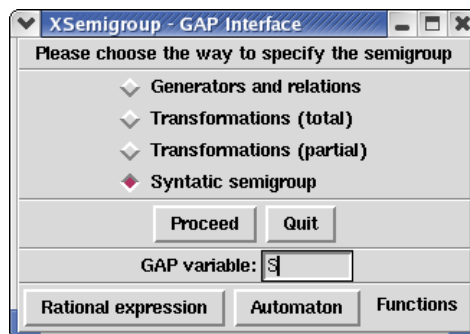 XSemigroup - GAP Interface
Please choose the way to specify the semigroup
Generators and relations
Transformations (total)
Transformations (partial)
Syntatic semigroup
Proceed Quit
GAP variable: S
Rational expression Automaton Functions